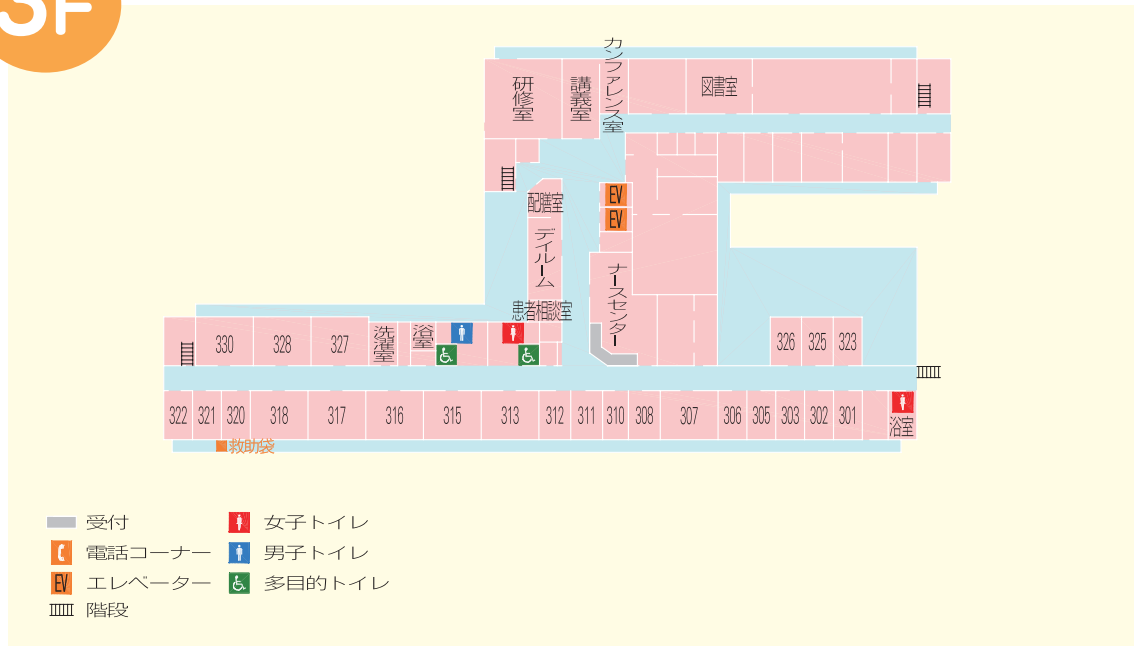 3F
研修室
講義室
カンファレンス室
図書室
配膳室
EV
EV
デイルーム
ナースセンター
患者相談室
330
328
327
洗濯室
浴室
326
325
323
322
321
320
318
317
316
315
313
312
311
310
308
307
306
305
303
302
301
浴室
救助袋
受付
女子トイレ
電話コーナー
男子トイレ
EV
エレベーター
多目的トイレ
階段